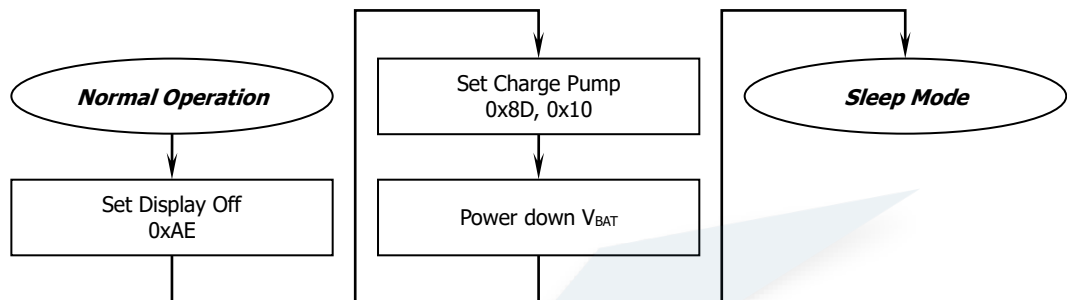 Normal Operation
Set Display Off
0xAE
Set Charge Pump
0x8D, 0x10
Power down VBAT
Sleep Mode